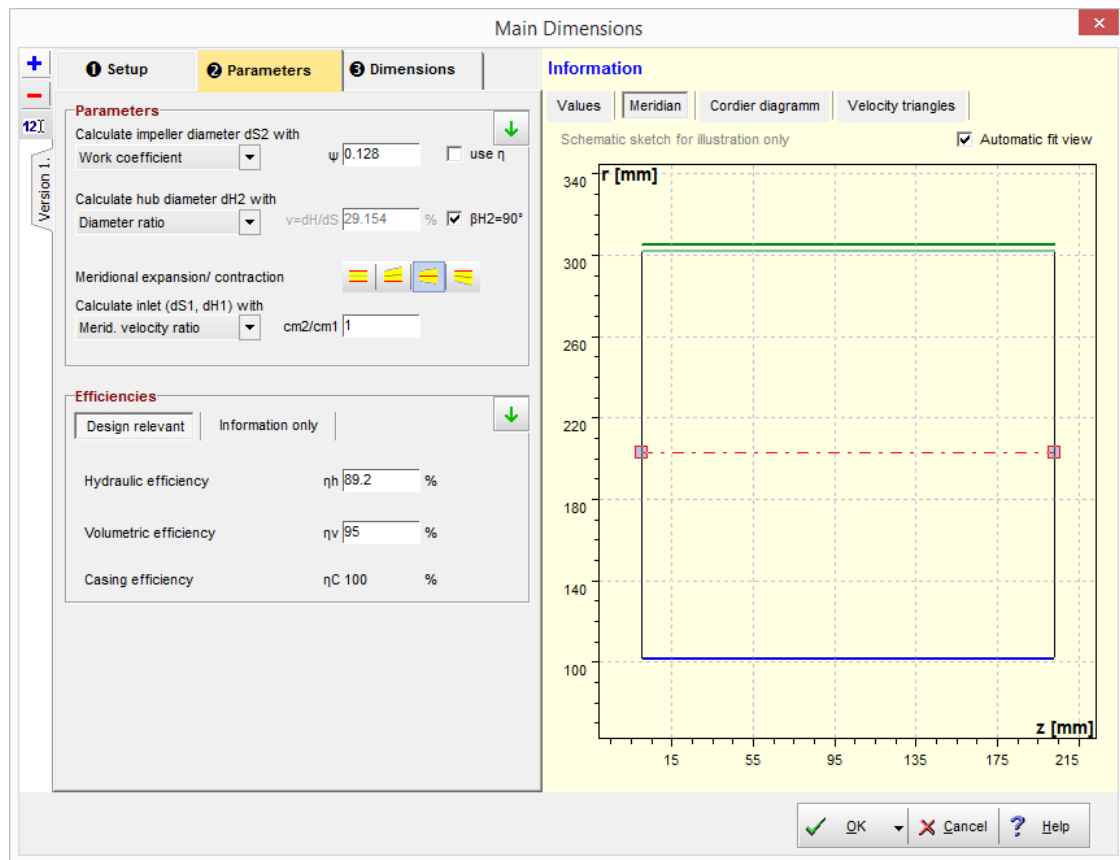 Main Dimensions
❶ Setup
❷ Parameters
❸ Dimensions
Version 1.
Parameters
Calculate impeller diameter dS2 with
Work coefficient
ψ 0.128
use η
Calculate hub diameter dH2 with
Diameter ratio
ν=dH/dS 29.154 %
βH2=90°
Meridional expansion/ contraction
Calculate inlet (dS1, dH1) with
Merid. velocity ratio
cm2/cm1 1
Efficiencies
Design relevant
Information only
Hydraulic efficiency ηh 89.2 %
Volumetric efficiency ηv 95 %
Casing efficiency ηC 100 %
Information
Values
Meridian
Cordier diagramm
Velocity triangles
Schematic sketch for illustration only
Automatic fit view
r [mm]
340
300
260
220
180
140
100
z [mm]
15 55 95 135 175 215
OK
Cancel
? Help